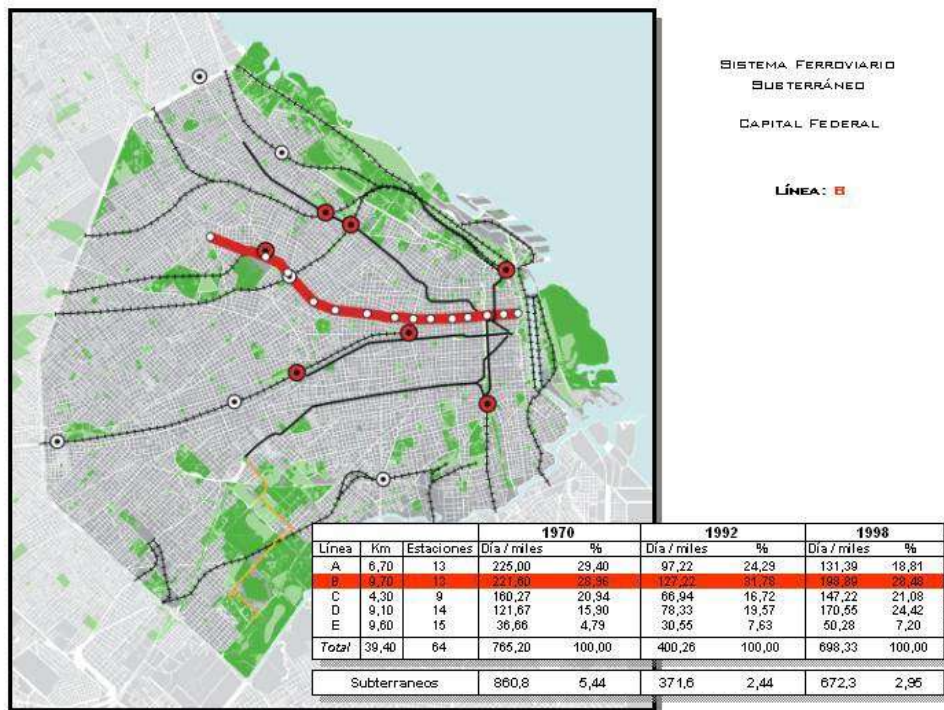 SISTEMA FERROVIARIO
SUBTERRÁNEO
CAPITAL FEDERAL
LÍNEA: B
1970 1992 1998
Línea Km Estaciones Día / miles % Día / miles % Día / miles %
A 6,70 13 225,00 29,40 97,22 24,29 131,39 18,81
B 9,70 13 221,60 28,96 127,22 31,78 198,89 28,48
C 4,30 9 160,27 20,94 66,94 16,72 147,22 21,08
D 9,10 14 121,67 15,90 78,33 19,57 170,55 24,42
E 9,60 15 36,66 4,79 30,55 7,63 50,28 7,20
Total 39,40 64 765,20 100,00 400,26 100,00 698,33 100,00
Subterraneos 860,8 5,44 371,6 2,44 672,3 2,95